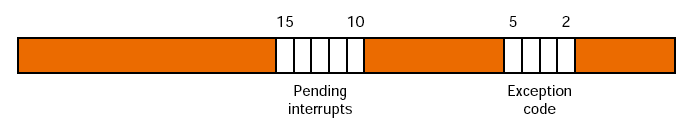 15 10 5 2
Pending
interrupts
Exception
code